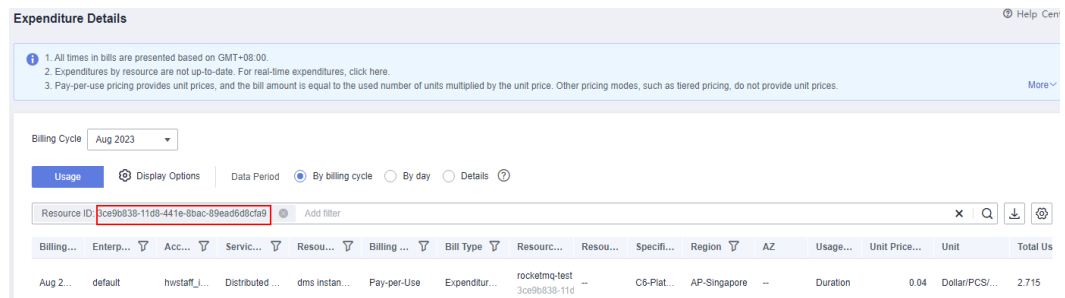 Expenditure Details
Help Cen
1. All times in bills are presented based on GMT+08:00.
2. Expenditures by resource are not up-to-date. For real-time expenditures, click here.
3. Pay-per-use pricing provides unit prices, and the bill amount is equal to the used number of units multiplied by the unit price. Other pricing modes, such as tiered pricing, do not provide unit prices.
More
Billing Cycle Aug 2023
Usage Display Options Data Period By billing cycle By day Details
Resource ID: 3ce9b838-11d8-441e-8bac-89ead6d8cfa9 Add filter
Billing... Enterp... Acc... Servic... Resou... Billing ... Bill Type Resourc... Resou... Specifi... Region AZ Usage... Unit Price... Unit Total Us
Aug 2... default hwstaff_i... Distributed ... dms instan... Pay-per-Use Expenditur... rocketmq-test -- C6-Plat... AP-Singapore -- Duration 0.04 Dollar/PCS/... 2.715
3ce9b838-11d